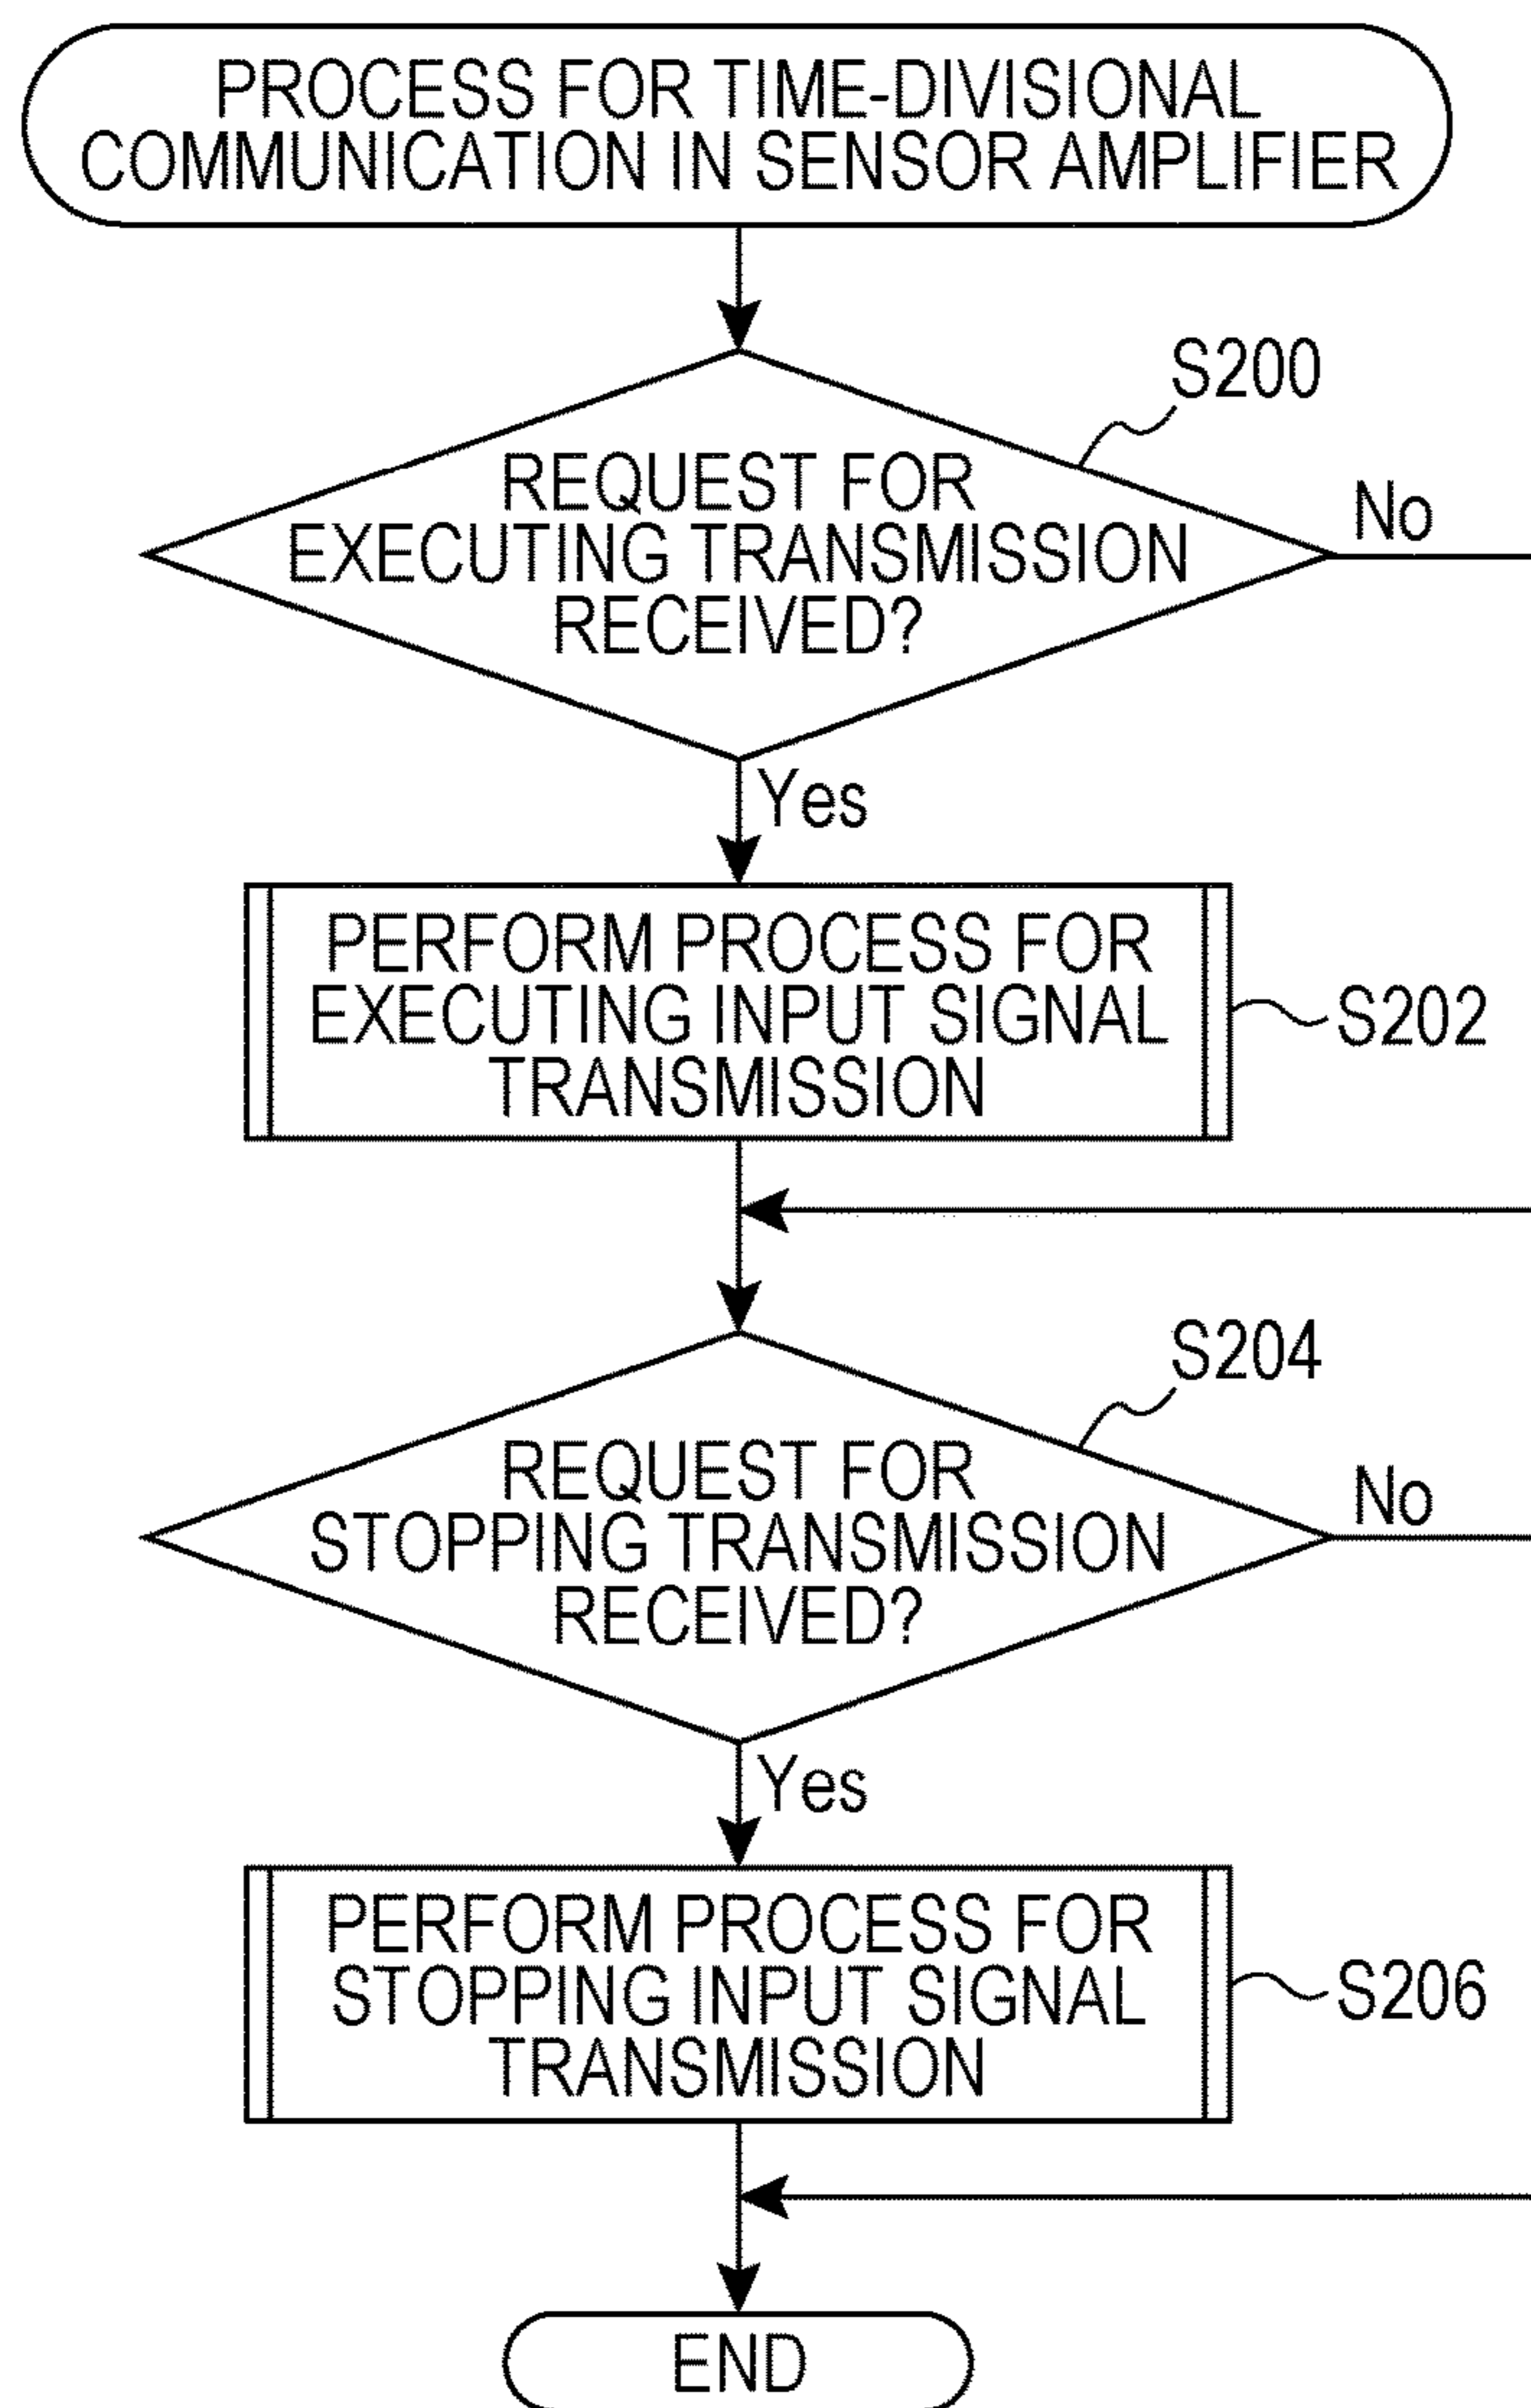 PROCESS FOR TIME-DIVISIONAL
COMMUNICATION IN SENSOR AMPLIFIER
S200
REQUEST FOR
EXECUTING TRANSMISSION
RECEIVED?
No
Yes
PERFORM PROCESS FOR
EXECUTING INPUT SIGNAL
TRANSMISSION
S202
S204
REQUEST FOR
STOPPING TRANSMISSION
RECEIVED?
No
Yes
PERFORM PROCESS FOR
STOPPING INPUT SIGNAL
TRANSMISSION
S206
END